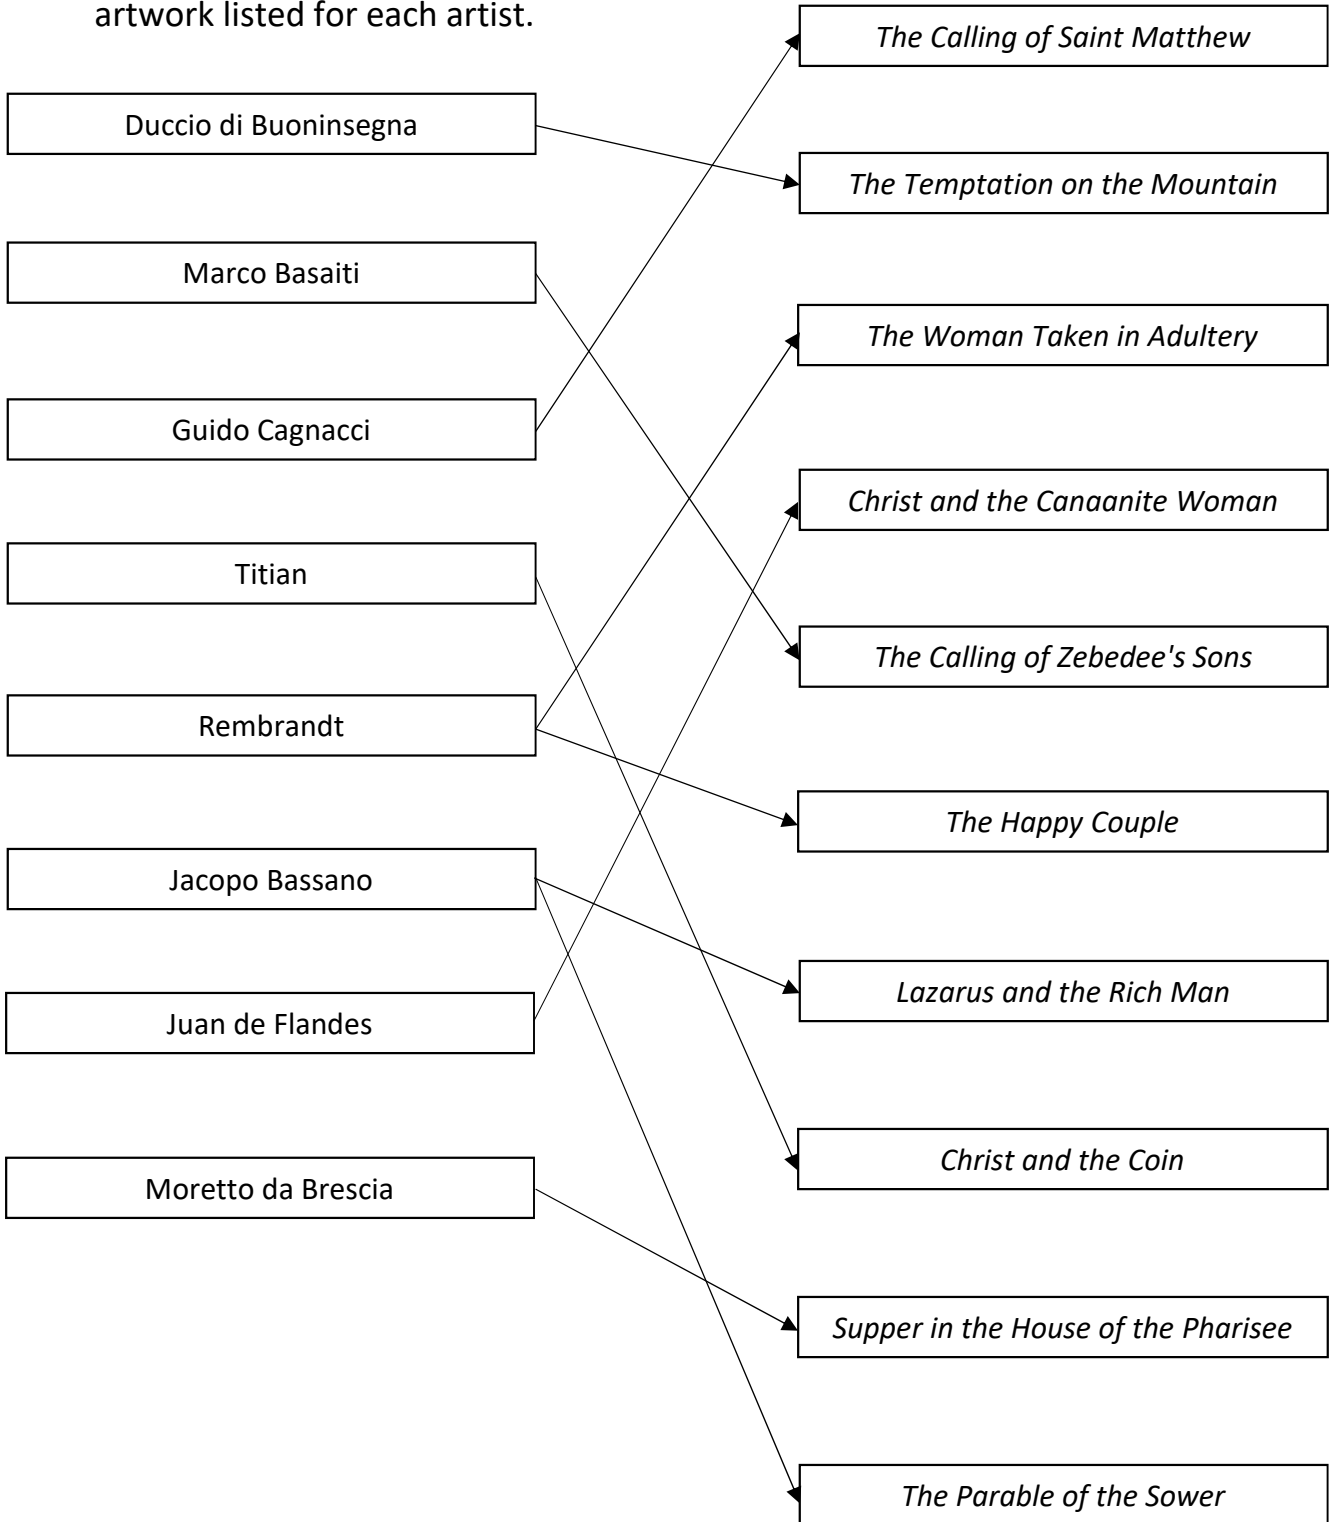 artwork listed for each artist.
Duccio di Buoninsegna
Marco Basaiti
Guido Cagnacci
Titian
Rembrandt
Jacopo Bassano
Juan de Flandes
Moretto da Brescia
The Calling of Saint Matthew
The Temptation on the Mountain
The Woman Taken in Adultery
Christ and the Canaanite Woman
The Calling of Zebedee's Sons
The Happy Couple
Lazarus and the Rich Man
Christ and the Coin
Supper in the House of the Pharisee
The Parable of the Sower